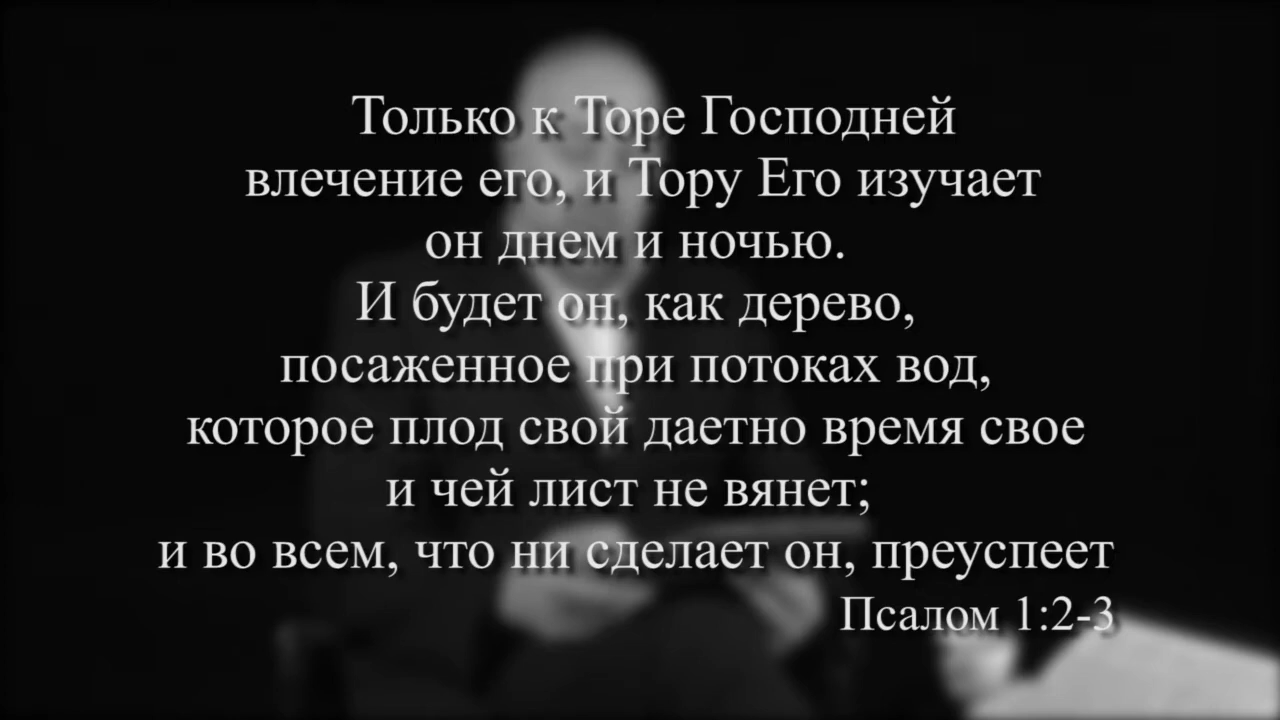 Только к Торе Господней
влечение его, и Тору Его изучает
он днем и ночью.
И будет он, как дерево,
посаженное при потоках вод,
которое плод свой даетно время свое
и чей лист не вянет;
и во всем, что ни сделает он, преуспеет
Псалом 1:2-3